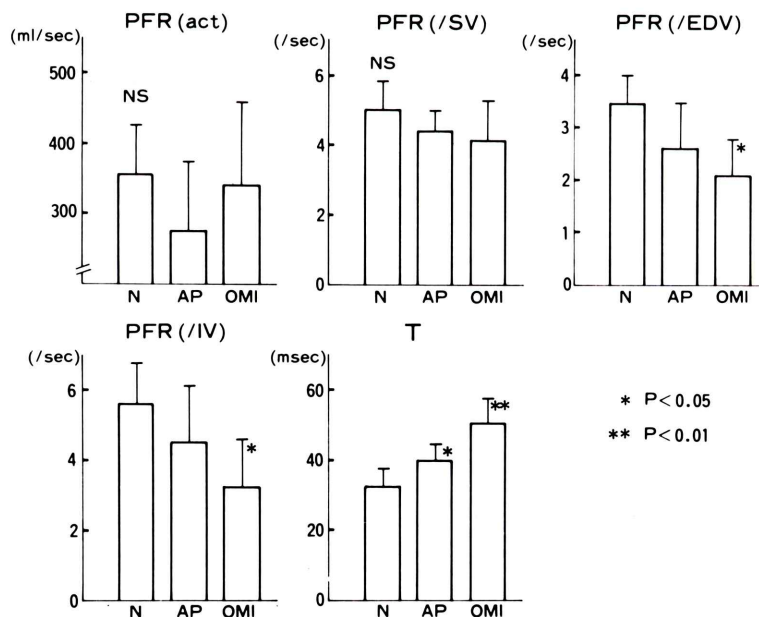 PFR (act)
(ml/sec)
500
400
300
NS
N AP OMI
PFR (/SV)
(/sec)
6
4
2
0
NS
N AP OMI
PFR (/EDV)
(/sec)
4
3
2
1
0
*
N AP OMI
PFR (/IV)
(/sec)
6
4
2
0
*
N AP OMI
T
(msec)
60
40
20
0
*
**
N AP OMI
* P<0.05
** P<0.01